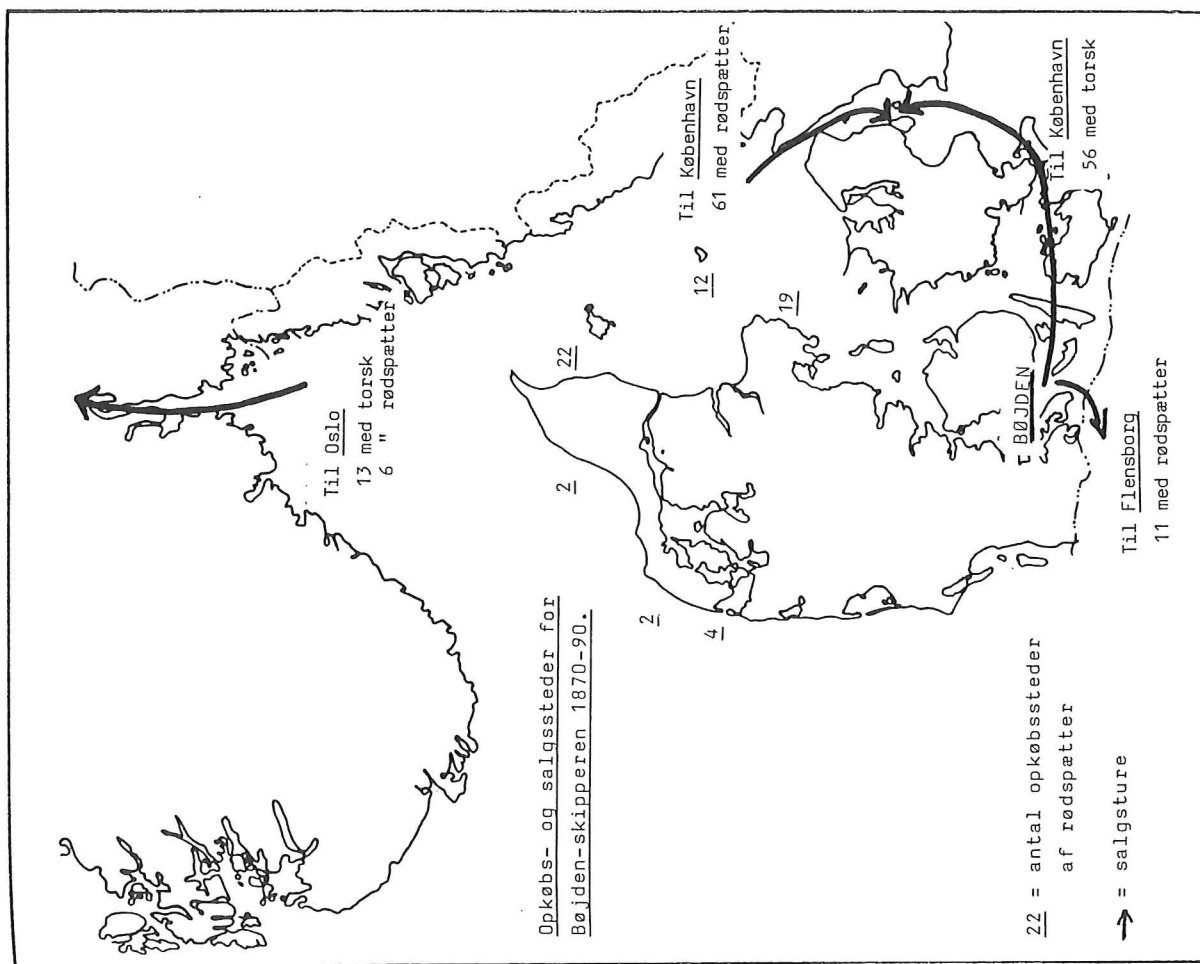 Til Oslo
13 med torsk
6 " rødspætter
22
2
2
4
12
19
Til København
61 med rødspætter
Til København
56 med torsk
BØJDEN
Til Flensborg
11 med rødspætter
Opkøbs- og salgssteder for
Bøjden-skipperen 1870-90.
22 = antal opkøbssteder
af rødspætter
= salgsture